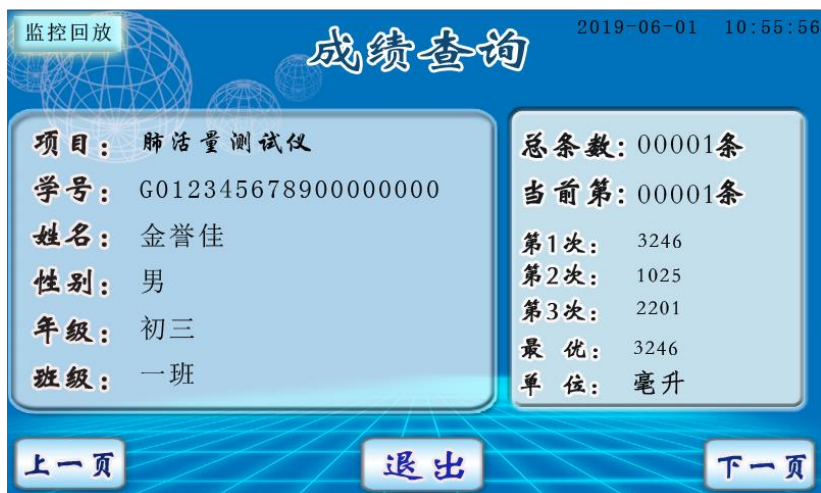 监控回放
成绩查询
2019-06-01 10:55:56
项目：肺活量测试仪
学号：G012345678900000000
姓名：金誉佳
性别：男
年级：初三
班级：一班
总条数：00001条
当前第：00001条
第1次：3246
第2次：1025
第3次：2201
最 优：3246
单 位：毫升
上一页
退出
下一页